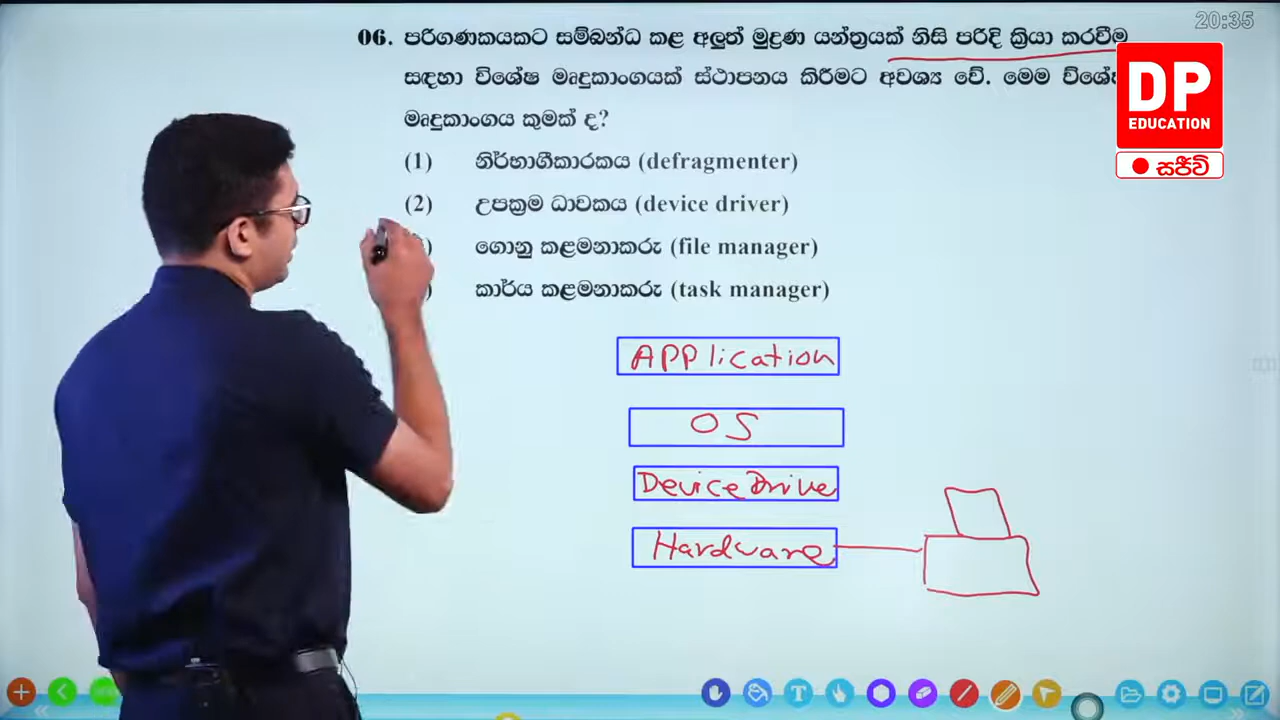 20:35
06. පරිගණකයකට සම්බන්ධ කළ අලුත් මුද්‍රණ යන්ත්‍රයක් නිසි පරිදි ක්‍රියා කරවීම
සඳහා විශේෂ මෘදුකාංගයක් ස්ථාපනය කිරීමට අවශ්‍ය වේ. මෙම
මෘදුකාංගය කුමක් ද?
(1) නිර්භාගීකාරකය (defragmenter)
(2) උපක්‍රම ධාවකය (device driver)
ගොනු කළමනාකරු (file manager)
කාර්ය කළමනාකරු (task manager)
DP
EDUCATION
සජීවි
APPlication
OS
Device Drive
Hardware